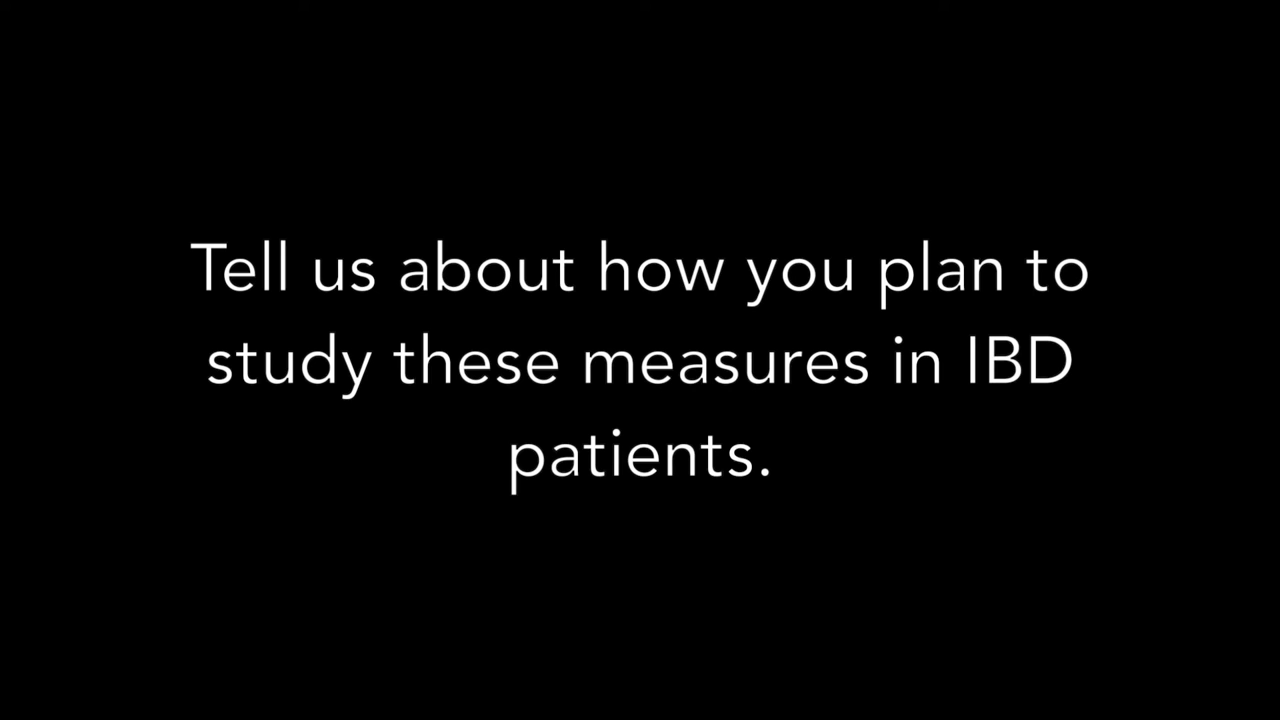 Tell us about how you plan to
study these measures in IBD
patients.